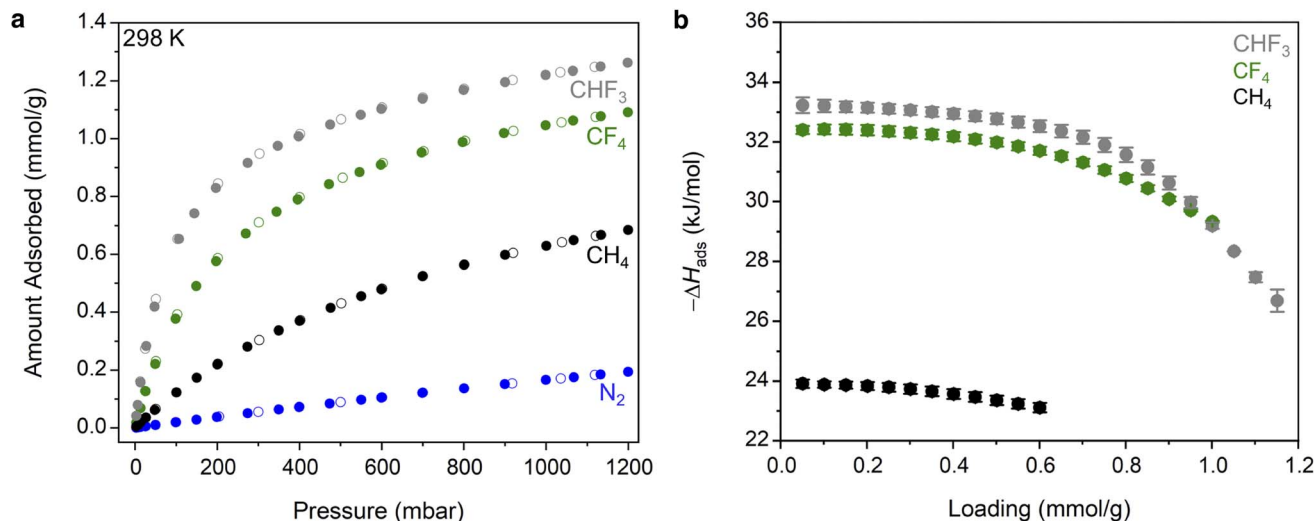 a
298 K
1.4
1.2
1.0
0.8
0.6
0.4
0.2
0.0
Amount Adsorbed (mmol/g)
CHF3
CF4
CH4
N2
0 200 400 600 800 1000 1200
Pressure (mbar)
b
36
34
33
32
30
28
26
24
22
−ΔHads (kJ/mol)
CHF3
CF4
CH4
0.0 0.2 0.4 0.6 0.8 1.0 1.2
Loading (mmol/g)